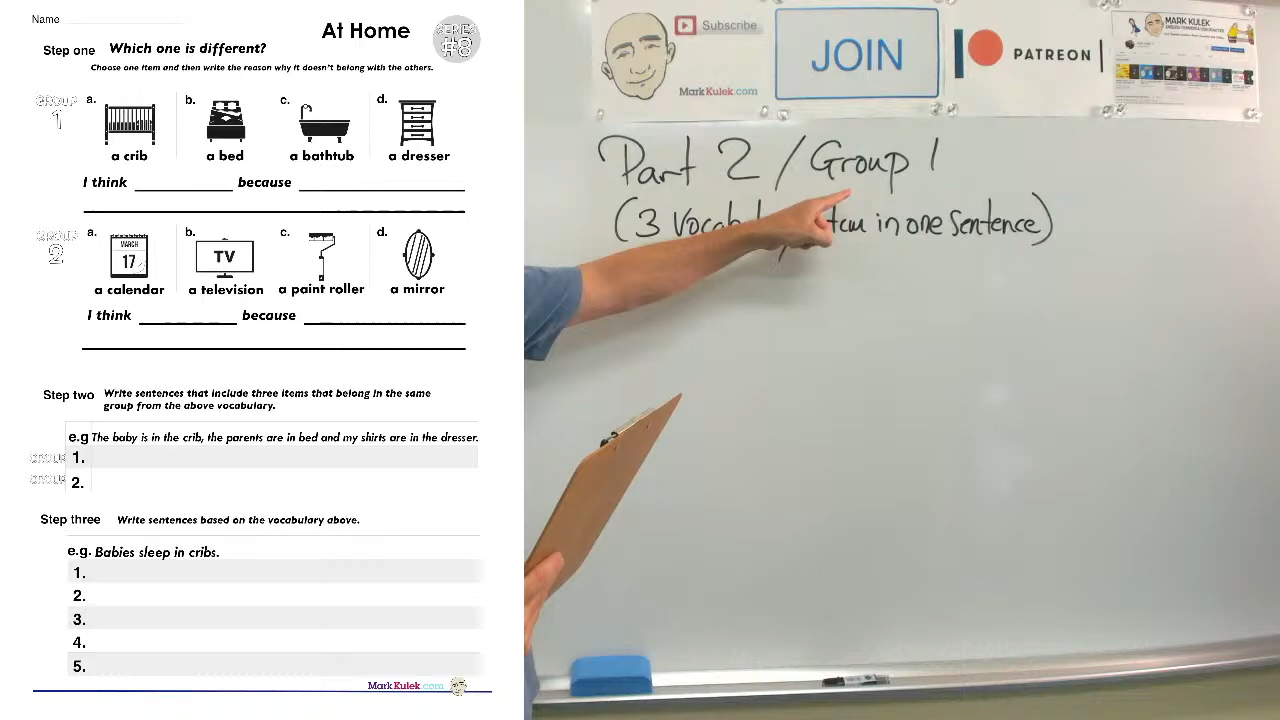 Name
At Home
SERIES #8
Step one Which one is different?
Choose one item and then write the reason why it doesn't belong with the others.
GROUP 1
a. b. c. d.
a crib a bed a bathtub a dresser
I think because
GROUP 2
a. b. c. d.
MARCH 17
TV
a calendar a television a paint roller a mirror
I think because
Step two Write sentences that include three items that belong in the same
group from the above vocabulary.
e.g The baby is in the crib, the parents are in bed and my shirts are in the dresser.
GROUP 1.
GROUP 2.
Step three Write sentences based on the vocabulary above.
e.g. Babies sleep in cribs.
1.
2.
3.
4.
5.
MarkKulek.com
Subscribe
MarkKulek.com
JOIN
PATREON
MARK KULEK
Part 2 / Group 1
(3 in one sentence)